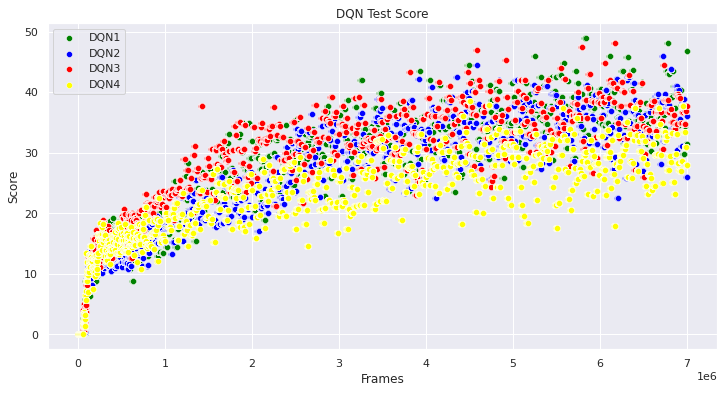 DQN Test Score
DQN1
DQN2
DQN3
DQN4
Score
50
40
30
20
10
0
0 1 2 3 4 5 6 7
1e6
Frames